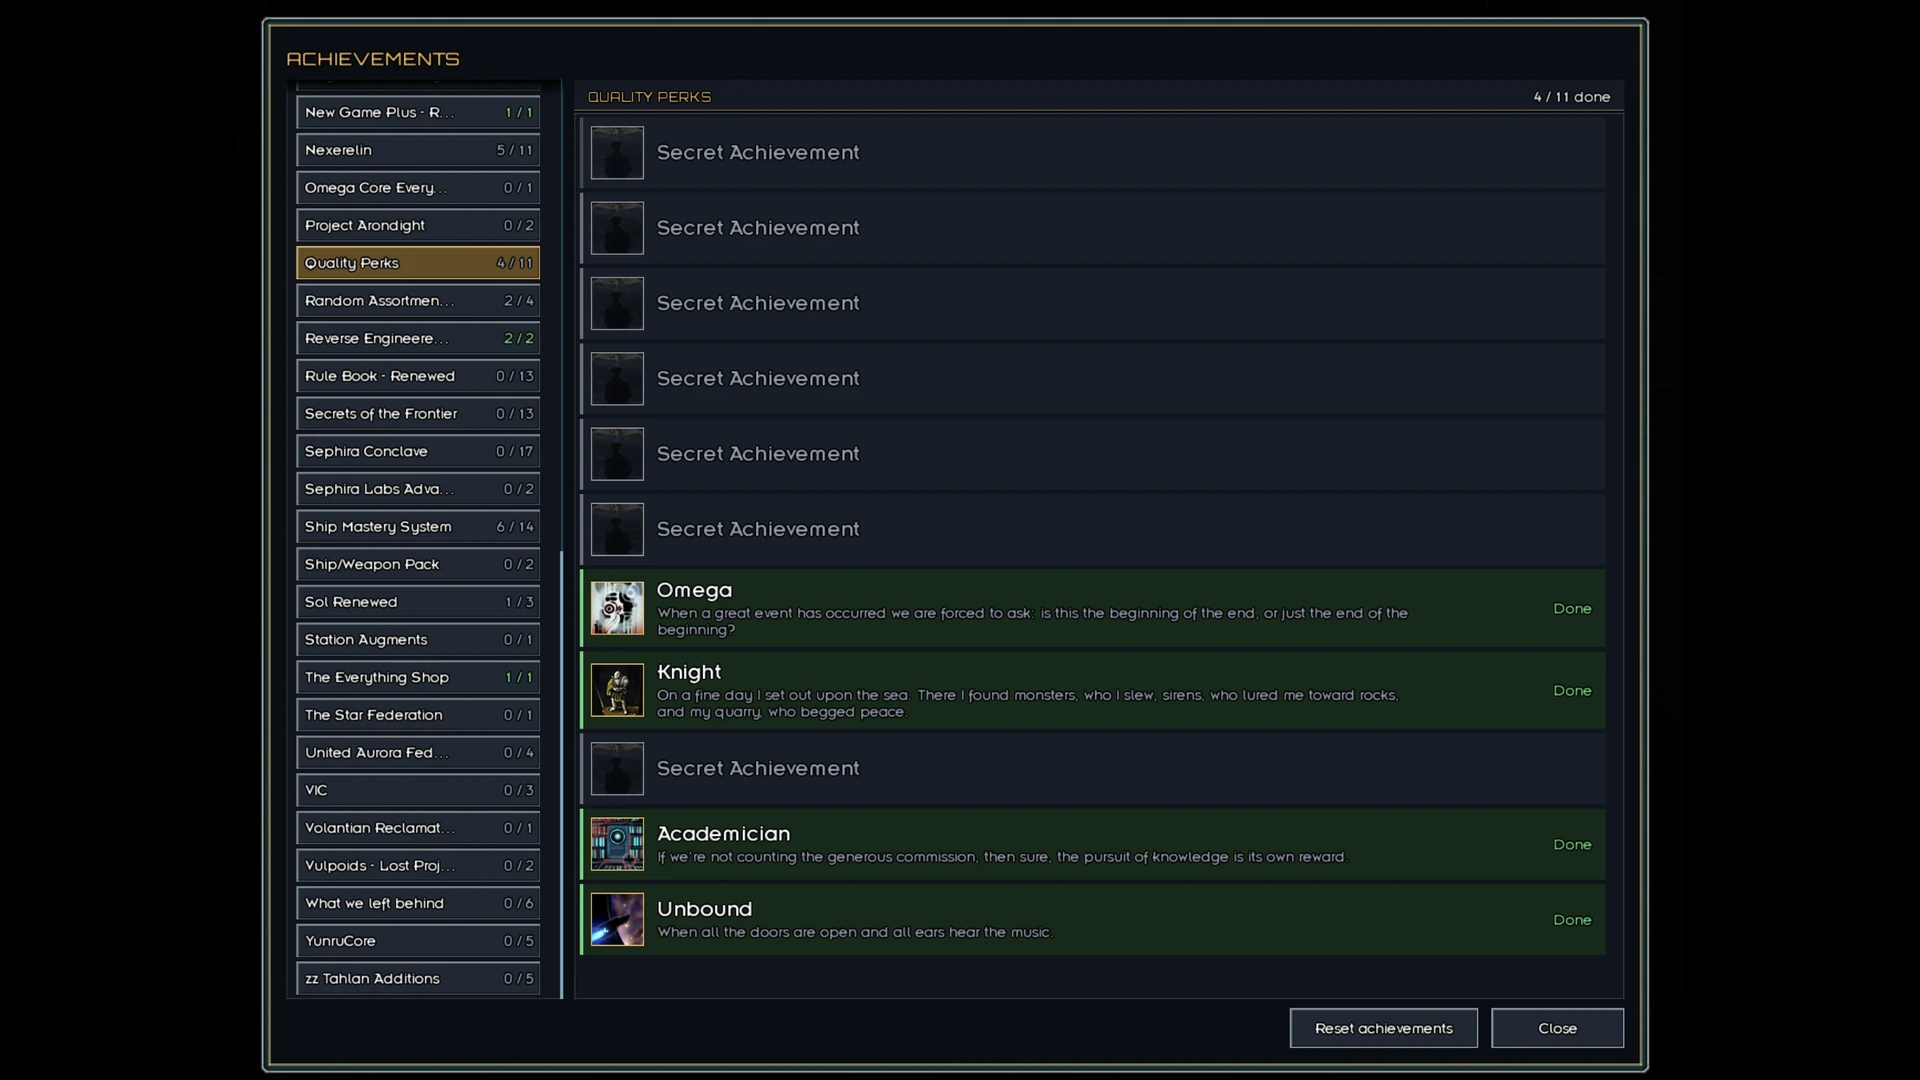 ACHIEVEMENTS
New Game Plus - R... 1 / 1
Nexerelin 5 / 11
Omega Core Every... 0 / 1
Project Arondight 0 / 2
Quality Perks 4 / 11
Random Assortmen... 2 / 4
Reverse Engineere... 2 / 2
Rule Book - Renewed 0 / 13
Secrets of the Frontier 0 / 13
Sephira Conclave 0 / 17
Sephira Labs Adva... 0 / 2
Ship Mastery System 6 / 14
Ship/Weapon Pack 0 / 2
Sol Renewed 1 / 3
Station Augments 0 / 1
The Everything Shop 1 / 1
The Star Federation 0 / 1
United Aurora Fed... 0 / 4
VIC 0 / 3
Volantian Reclamat... 0 / 1
Vulpoids - Lost Proj... 0 / 2
What we left behind 0 / 6
YunruCore 0 / 5
zz Tahlan Additions 0 / 5
QUALITY PERKS 4 / 11 done
Secret Achievement
Secret Achievement
Secret Achievement
Secret Achievement
Secret Achievement
Secret Achievement
Omega
When a great event has occurred we are forced to ask: is this the beginning of the end, or just the end of the
beginning?
Done
Knight
On a fine day I set out upon the sea. There I found monsters, who I slew, sirens, who lured me toward rocks,
and my quarry, who begged peace.
Done
Secret Achievement
Academician
If we're not counting the generous commission, then sure, the pursuit of knowledge is its own reward.
Done
Unbound
When all the doors are open and all ears hear the music.
Done
Reset achievements
Close